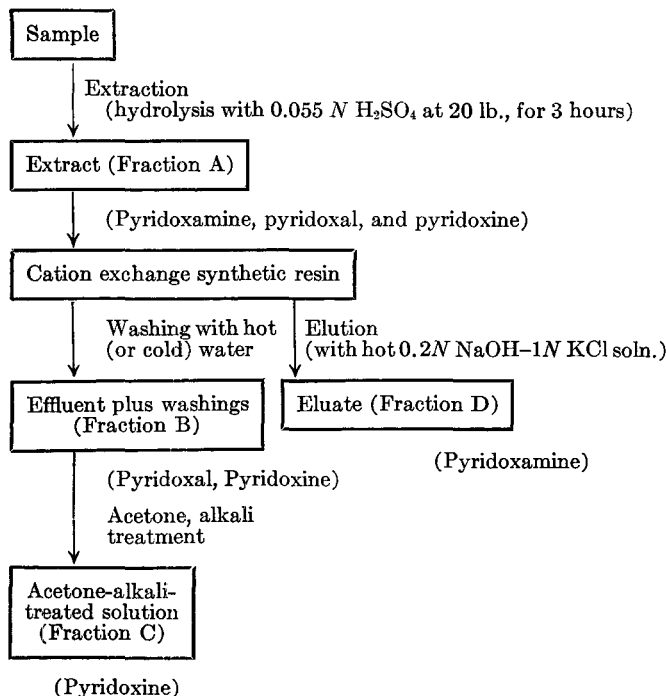 Sample
Extraction
(hydrolysis with 0.055 N H₂SO₄ at 20 lb., for 3 hours)
Extract (Fraction A)
(Pyridoxamine, pyridoxal, and pyridoxine)
Cation exchange synthetic resin
Washing with hot
(or cold) water
Elution
(with hot 0.2N NaOH–1N KCl soln.)
Effluent plus washings
(Fraction B)
Eluate (Fraction D)
(Pyridoxamine)
(Pyridoxal, Pyridoxine)
Acetone, alkali
treatment
Acetone-alkali-
treated solution
(Fraction C)
(Pyridoxine)